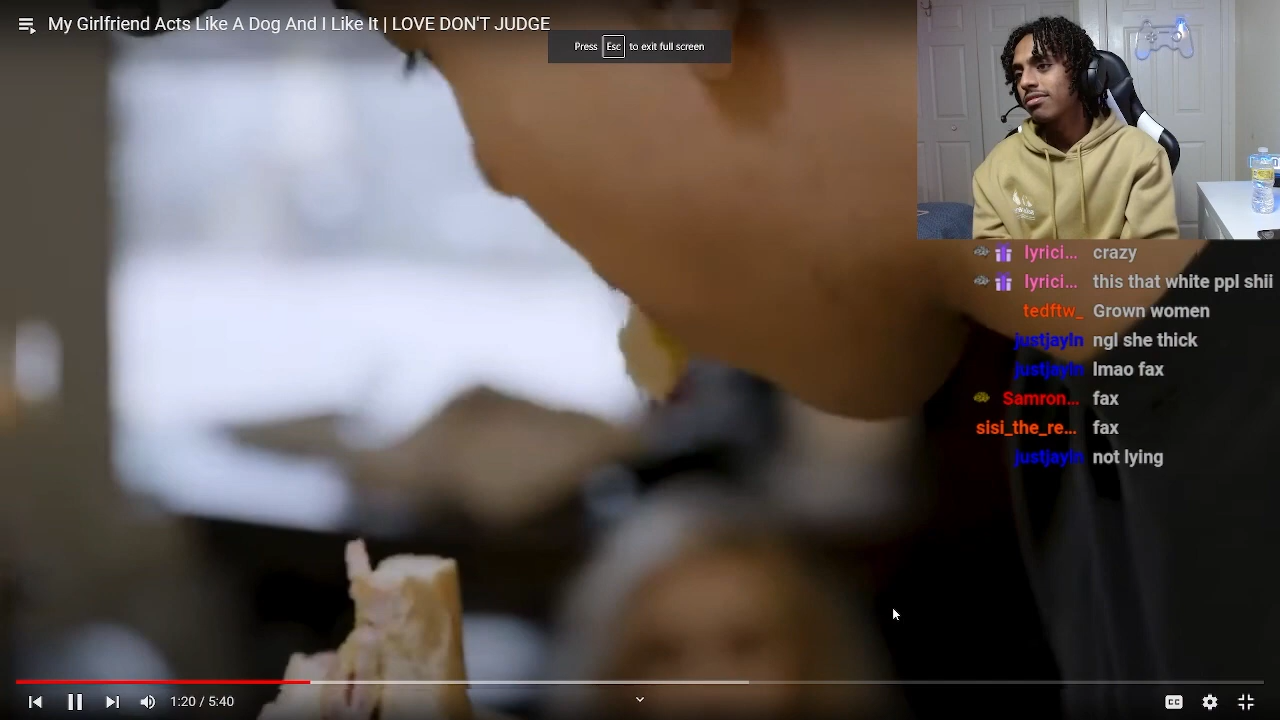 My Girlfriend Acts Like A Dog And I Like It | LOVE DON'T JUDGE
Press Esc to exit full screen
lyrici... crazy
lyrici... this that white ppl shii
tedftw_ Grown women
justjayln ngl she thick
justjayln lmao fax
Samron... fax
sisi_the_re... fax
justjayln not lying
1:20 / 5:40
CC